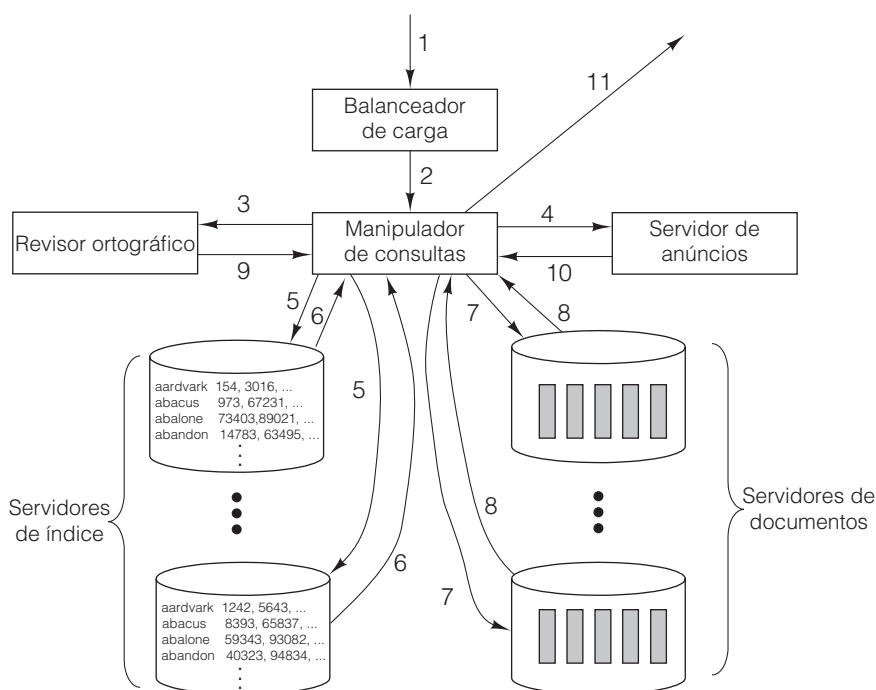 1
11
Balanceador
de carga
2
3
4
Revisor ortográfico
Manipulador
de consultas
Servidor de
anúncios
9
10
5
6
7
8
5
aardvark 154, 3016, ...
abacus 973, 67231, ...
abalone 73403,89021, ...
abandon 14783, 63495, ...
Servidores
de índice
Servidores de
documentos
8
6
7
aardvark 1242, 5643, ...
abacus 8393, 65837, ...
abalone 59343, 93082, ...
abandon 40323, 94834, ...